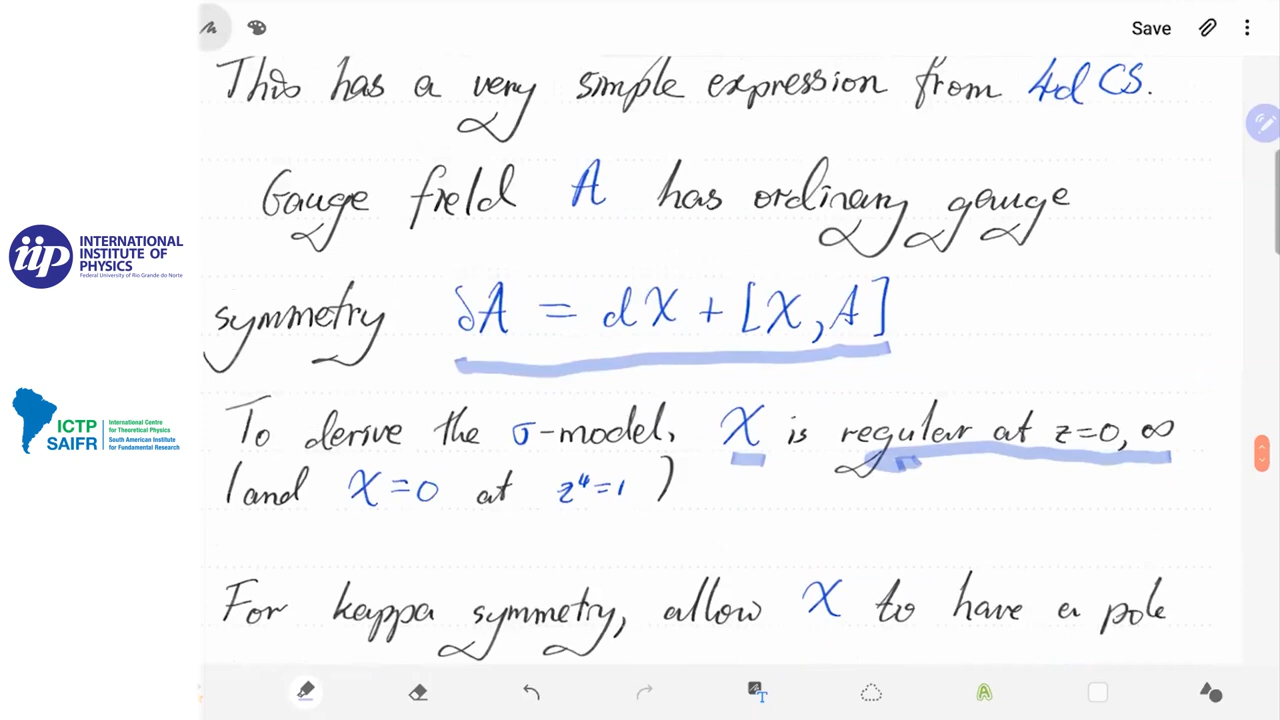 Save
This has a very simple expression from 4d CS.
Gauge field A has ordinary gauge
symmetry δA = dX + [X, A]
To derive the σ-model, X is regular at z=0, ∞
(and X=0 at z⁴=1)
For kappa symmetry, allow X to have a pole
iip
INTERNATIONAL
INSTITUTE OF
PHYSICS
Federal University of Rio Grande do Norte
ICTP
SAIFR
International Centre
for Theoretical Physics
South American Institute
for Fundamental Research
T
A